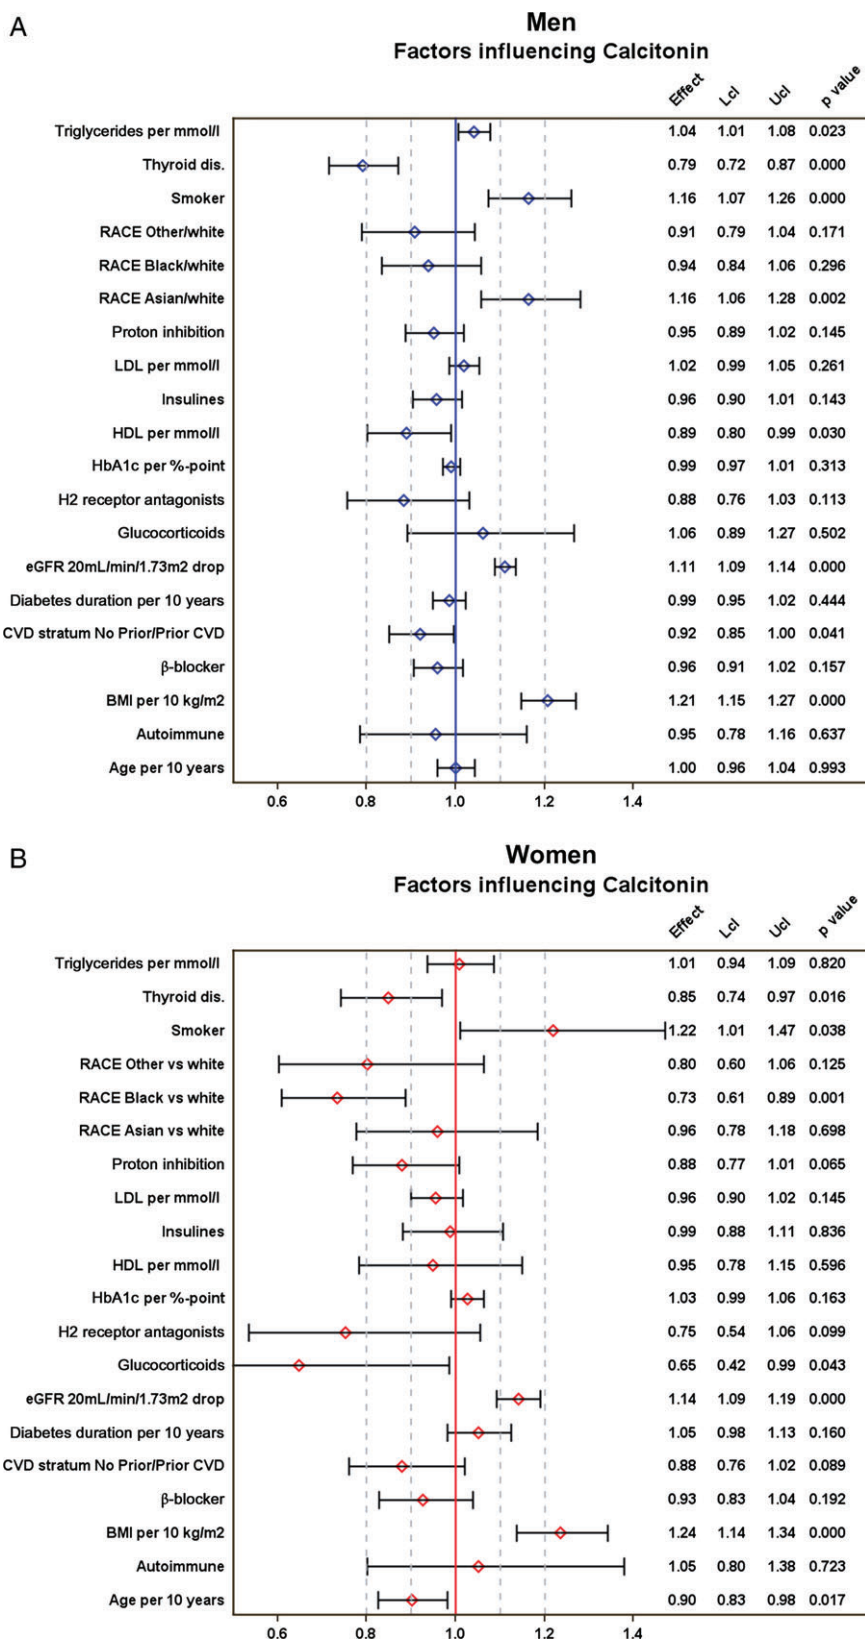 A
Men
Factors influencing Calcitonin
Effect Lcl Ucl p value
Triglycerides per mmol/l 1.04 1.01 1.08 0.023
Thyroid dis. 0.79 0.72 0.87 0.000
Smoker 1.16 1.07 1.26 0.000
RACE Other/white 0.91 0.79 1.04 0.171
RACE Black/white 0.94 0.84 1.06 0.296
RACE Asian/white 1.16 1.06 1.28 0.002
Proton inhibition 0.95 0.89 1.02 0.145
LDL per mmol/l 1.02 0.99 1.05 0.261
Insulines 0.96 0.90 1.01 0.143
HDL per mmol/l 0.89 0.80 0.99 0.030
HbA1c per %-point 0.99 0.97 1.01 0.313
H2 receptor antagonists 0.88 0.76 1.03 0.113
Glucocorticoids 1.06 0.89 1.27 0.502
eGFR 20mL/min/1.73m2 drop 1.11 1.09 1.14 0.000
Diabetes duration per 10 years 0.99 0.95 1.02 0.444
CVD stratum No Prior/Prior CVD 0.92 0.85 1.00 0.041
β-blocker 0.96 0.91 1.02 0.157
BMI per 10 kg/m2 1.21 1.15 1.27 0.000
Autoimmune 0.95 0.78 1.16 0.637
Age per 10 years 1.00 0.96 1.04 0.993
0.6 0.8 1.0 1.2 1.4
B
Women
Factors influencing Calcitonin
Effect Lcl Ucl p value
Triglycerides per mmol/l 1.01 0.94 1.09 0.820
Thyroid dis. 0.85 0.74 0.97 0.016
Smoker 1.22 1.01 1.47 0.038
RACE Other vs white 0.80 0.60 1.06 0.125
RACE Black vs white 0.73 0.61 0.89 0.001
RACE Asian vs white 0.96 0.78 1.18 0.698
Proton inhibition 0.88 0.77 1.01 0.065
LDL per mmol/l 0.96 0.90 1.02 0.145
Insulines 0.99 0.88 1.11 0.836
HDL per mmol/l 0.95 0.78 1.15 0.596
HbA1c per %-point 1.03 0.99 1.06 0.163
H2 receptor antagonists 0.75 0.54 1.06 0.099
Glucocorticoids 0.65 0.42 0.99 0.043
eGFR 20mL/min/1.73m2 drop 1.14 1.09 1.19 0.000
Diabetes duration per 10 years 1.05 0.98 1.13 0.160
CVD stratum No Prior/Prior CVD 0.88 0.76 1.02 0.089
β-blocker 0.93 0.83 1.04 0.192
BMI per 10 kg/m2 1.24 1.14 1.34 0.000
Autoimmune 1.05 0.80 1.38 0.723
Age per 10 years 0.90 0.83 0.98 0.017
0.6 0.8 1.0 1.2 1.4